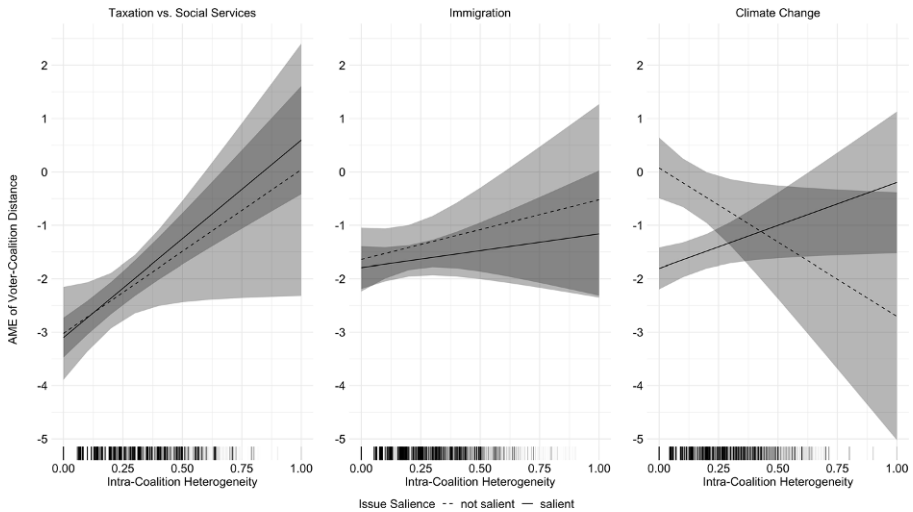 Taxation vs. Social Services
Immigration
Climate Change
AME of Voter-Coalition Distance
2
1
0
-1
-2
-3
-4
-5
0.00 0.25 0.50 0.75 1.00
Intra-Coalition Heterogeneity
2
1
0
-1
-2
-3
-4
-5
0.00 0.25 0.50 0.75 1.00
Intra-Coalition Heterogeneity
2
1
0
-1
-2
-3
-4
-5
0.00 0.25 0.50 0.75 1.00
Intra-Coalition Heterogeneity
Issue Salience not salient salient